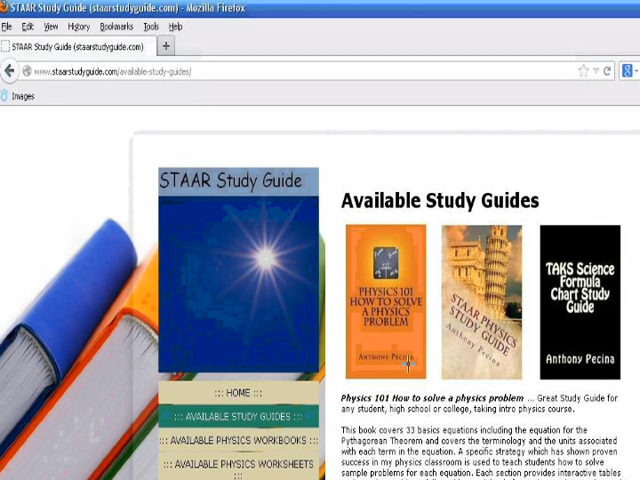 STAAR Study Guide (staarstudyguide.com) - Mozilla Firefox
File Edit View History Bookmarks Tools Help
STAAR Study Guide (staarstudyguide.com) +
www.staarstudyguide.com/available-study-guides/
Images
STAAR Study Guide
Available Study Guides
PHYSICS 101
HOW TO SOLVE
A PHYSICS
PROBLEM
ANTHONY PECINA
STAAR PHYSICS
STUDY GUIDE
Anthony Pecina
TAKS Science
Formula
Chart Study
Guide
Anthony Pecina
::: HOME :::
::: AVAILABLE STUDY GUIDES :::
::: AVAILABLE PHYSICS WORKBOOKS :::
::: AVAILABLE PHYSICS WORKSHEETS
:::
Physics 101 How to solve a physics problem ... Great Study Guide for
any student, high school or college, taking intro physics course.
This book covers 33 basics equations including the equation for the
Pythagorean Theorem and covers the terminology and the units associated
with each term in the equation. A specific strategy which has shown proven
success in my physics classroom is used to teach students how to solve
sample problems for each equation. Each section provides interactive tables